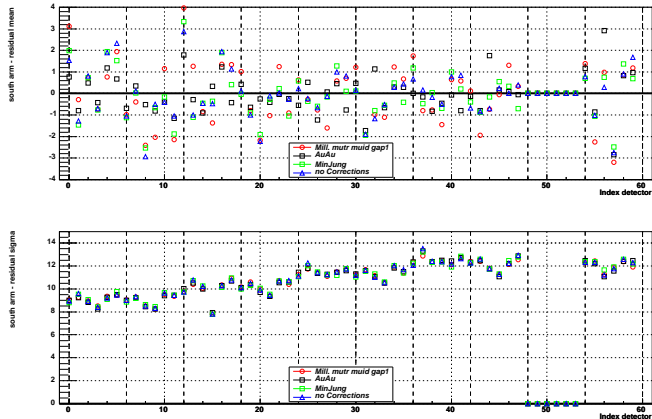 south arm - residual mean
4
3
2
1
0
-1
-2
-3
-4
0
10
20
30
40
50
60
Index detector
Mill. mutr muid gap1
AuAu
MinJung
no Corrections
south arm - residual sigma
14
12
10
8
6
4
2
0
0
10
20
30
40
50
60
Index detector
Mill. mutr muid gap1
AuAu
MinJung
no Corrections